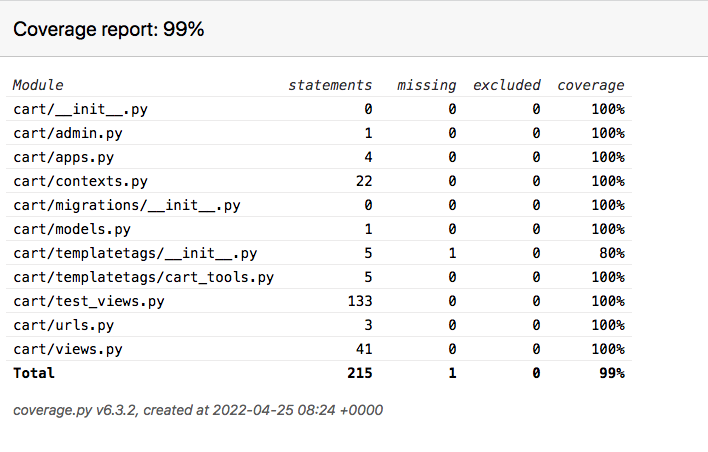 Coverage report: 99%
Module statements missing excluded coverage
cart/__init__.py 0 0 0 100%
cart/admin.py 1 0 0 100%
cart/apps.py 4 0 0 100%
cart/contexts.py 22 0 0 100%
cart/migrations/__init__.py 0 0 0 100%
cart/models.py 1 0 0 100%
cart/templatetags/__init__.py 5 1 0 80%
cart/templatetags/cart_tools.py 5 0 0 100%
cart/test_views.py 133 0 0 100%
cart/urls.py 3 0 0 100%
cart/views.py 41 0 0 100%
Total 215 1 0 99%
coverage.py v6.3.2, created at 2022-04-25 08:24 +0000